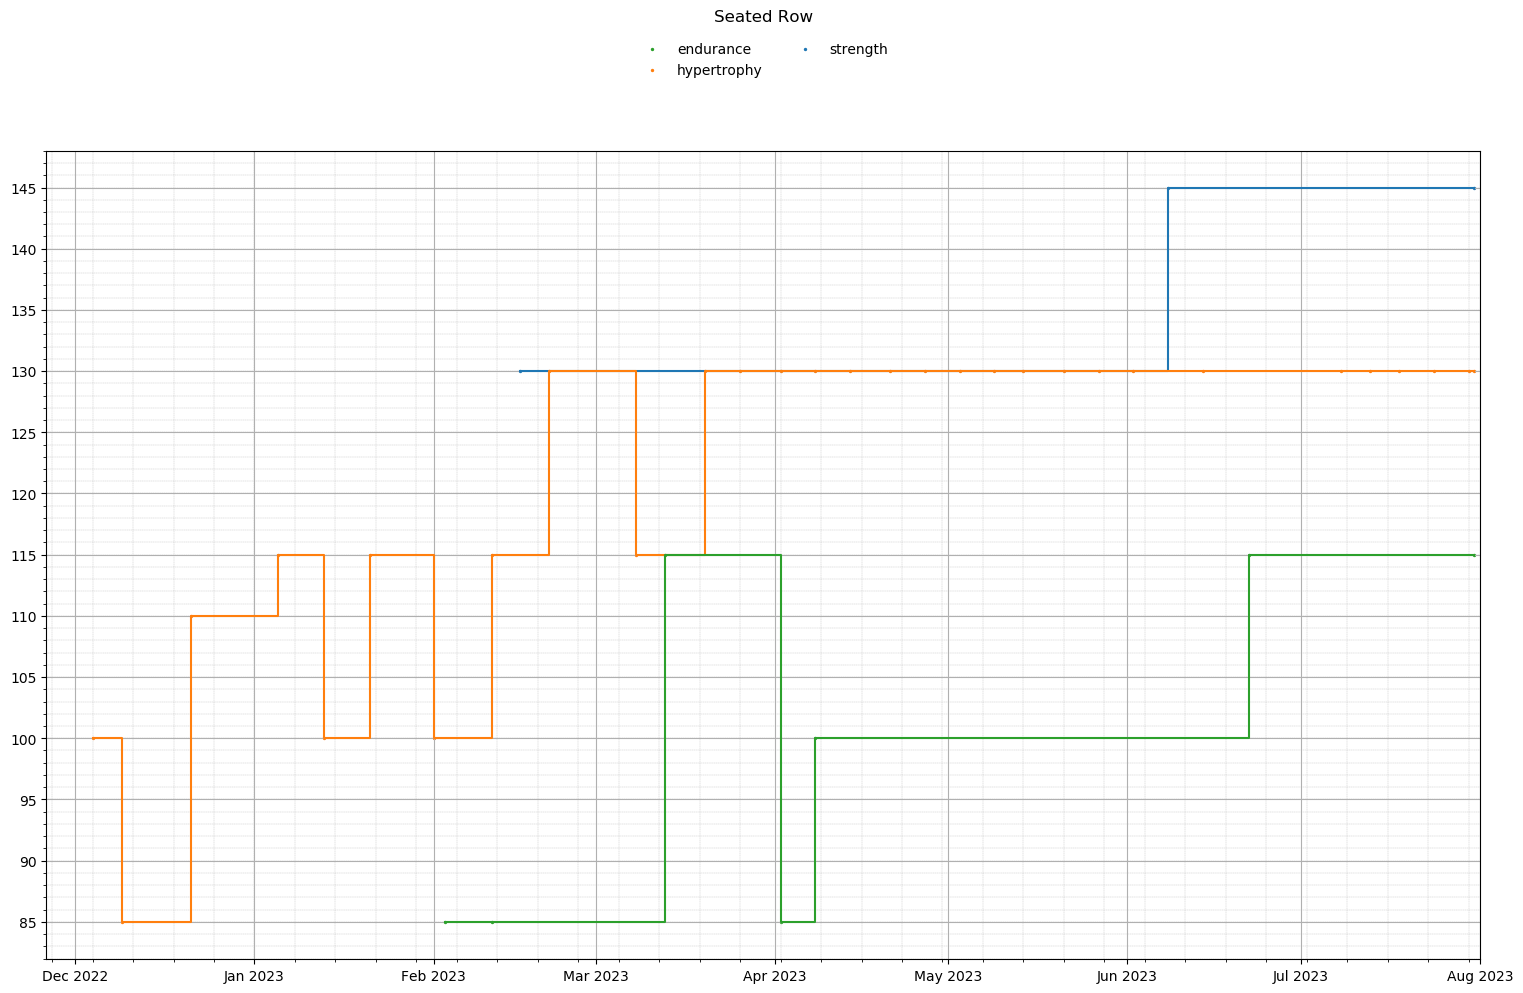 Seated Row
endurance
hypertrophy
strength
145
140
135
130
125
120
115
110
105
100
95
90
85
Dec 2022
Jan 2023
Feb 2023
Mar 2023
Apr 2023
May 2023
Jun 2023
Jul 2023
Aug 2023